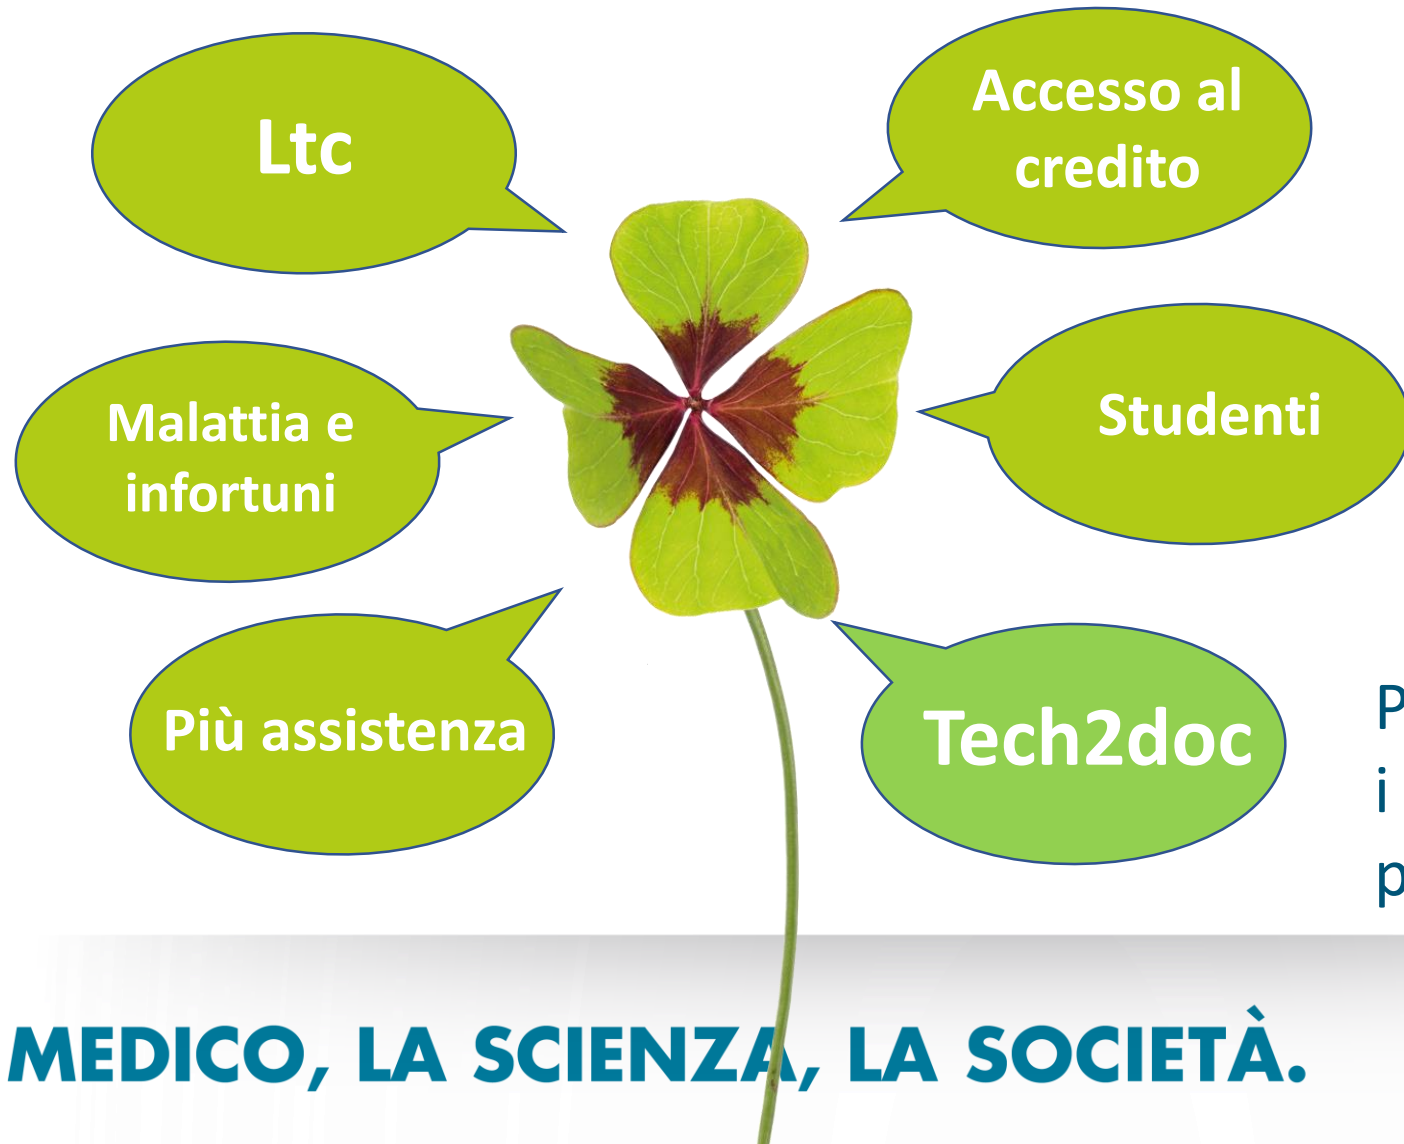 Ltc
Accesso al
credito
Malattia e
infortuni
Studenti
Più assistenza
Tech2doc
P
i
p
MEDICO, LA SCIENZA, LA SOCIETÀ.